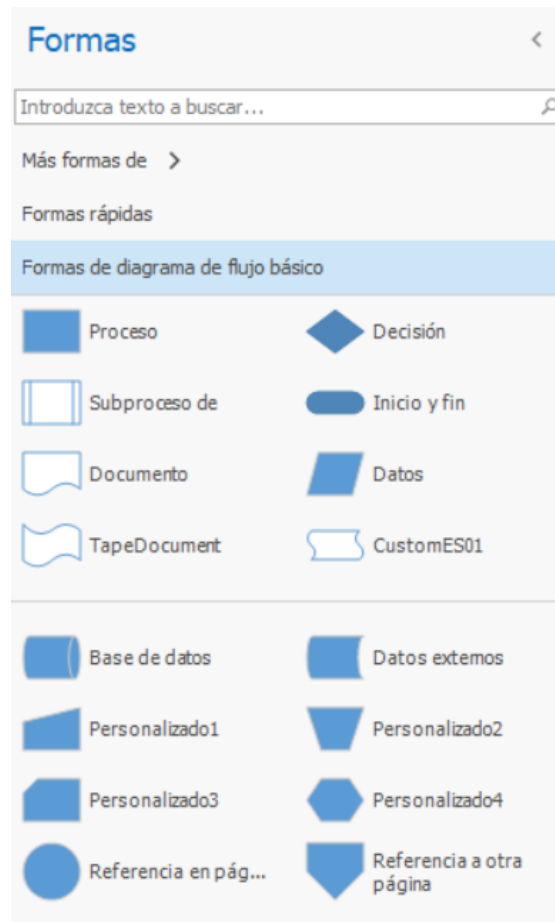 Formas
Introduzca texto a buscar...
Más formas de
Formas rápidas
Formas de diagrama de flujo básico
Proceso
Decisión
Subproceso de
Inicio y fin
Documento
Datos
TapeDocument
CustomES01
Base de datos
Datos externos
Personalizado1
Personalizado2
Personalizado3
Personalizado4
Referencia en pág...
Referencia a otra
página